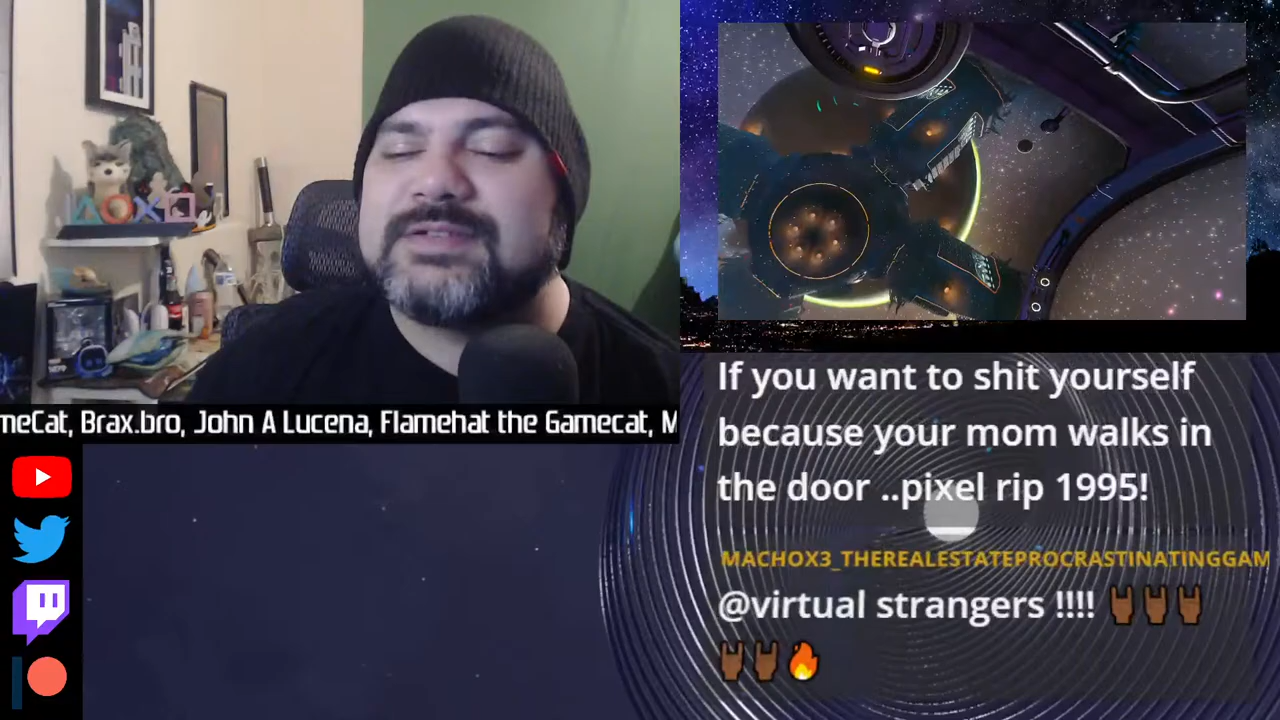 meCat, Brax.bro, John A Lucena, Flamehat the Gamecat, M
If you want to shit yourself
because your mom walks in
the door ..pixel rip 1995!
MACHOX3_THEREALESTATEPROCRASTINATINGGAM
@virtual strangers !!!! 🤘🏾🤘🏾🤘🏾
🤘🏾🤘🏾🔥